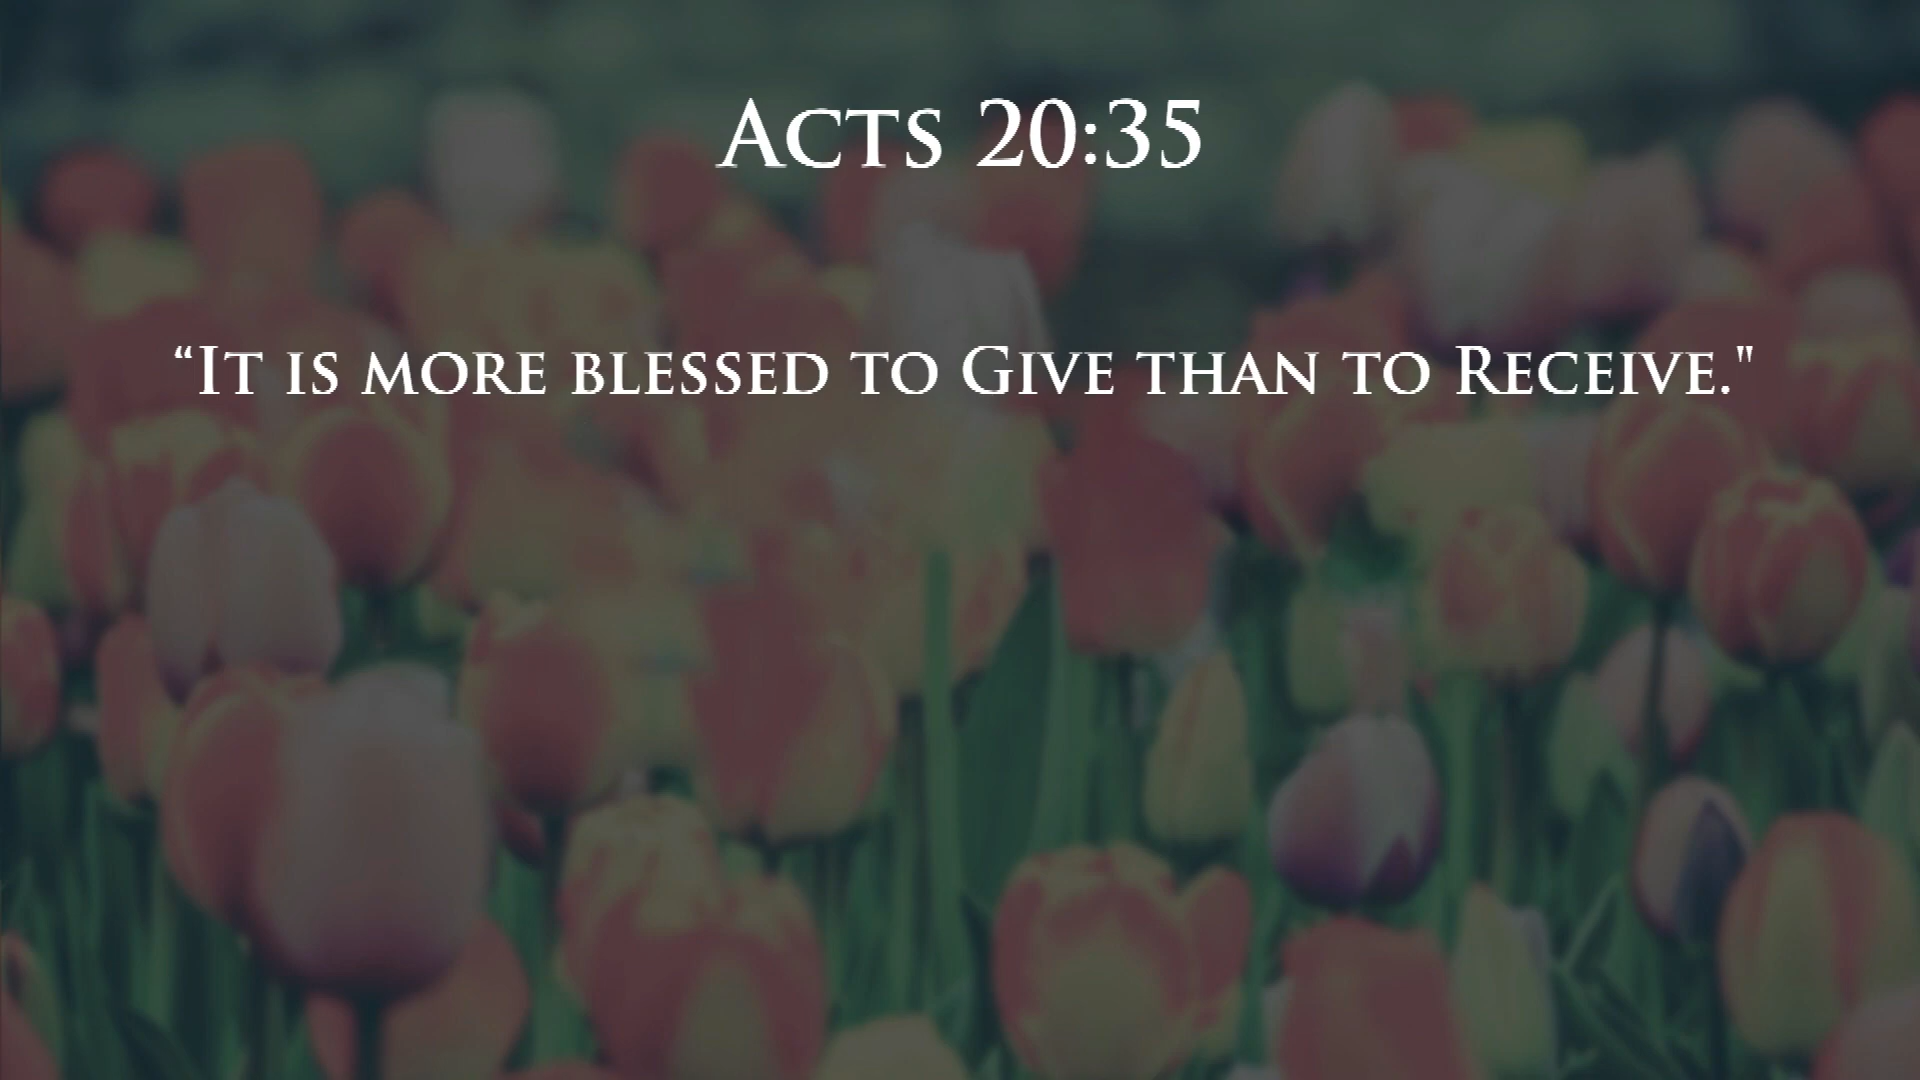 Acts 20:35
“It is more blessed to Give than to Receive."